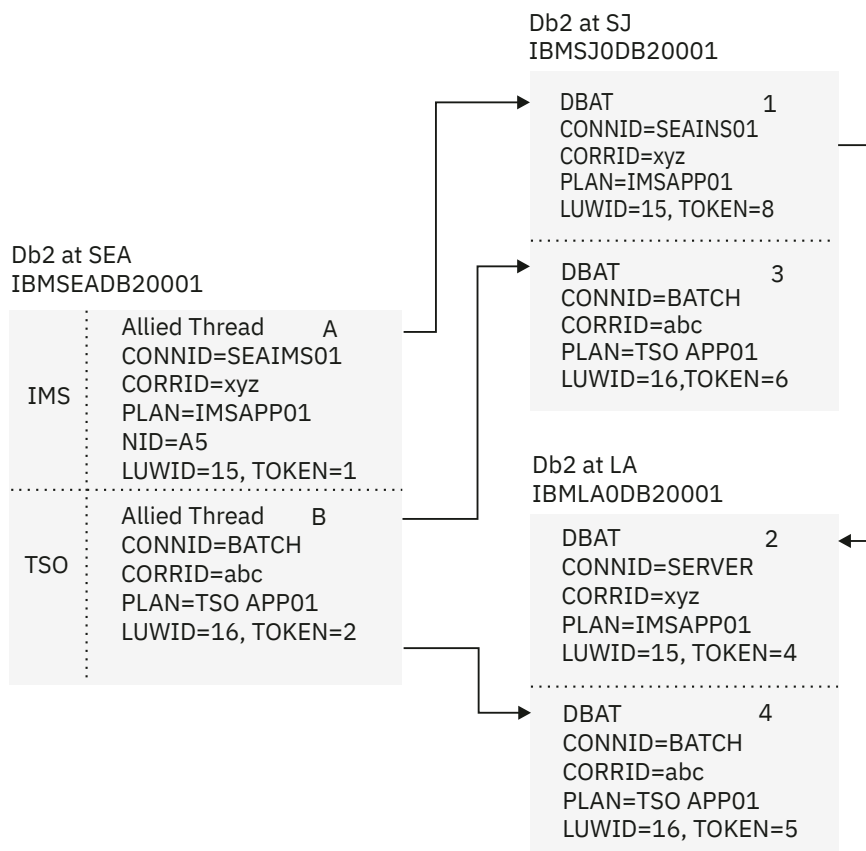 Db2 at SJ
IBMSJ0DB20001
DBAT 1
CONNID=SEAINS01
CORRID=xyz
PLAN=IMSAPP01
LUWID=15, TOKEN=8
DBAT 3
CONNID=BATCH
CORRID=abc
PLAN=TSO APP01
LUWID=16,TOKEN=6
Db2 at SEA
IBMSEADB20001
IMS
Allied Thread A
CONNID=SEAIMS01
CORRID=xyz
PLAN=IMSAPP01
NID=A5
LUWID=15, TOKEN=1
TSO
Allied Thread B
CONNID=BATCH
CORRID=abc
PLAN=TSO APP01
LUWID=16, TOKEN=2
Db2 at LA
IBMLA0DB20001
DBAT 2
CONNID=SERVER
CORRID=xyz
PLAN=IMSAPP01
LUWID=15, TOKEN=4
DBAT 4
CONNID=BATCH
CORRID=abc
PLAN=TSO APP01
LUWID=16, TOKEN=5